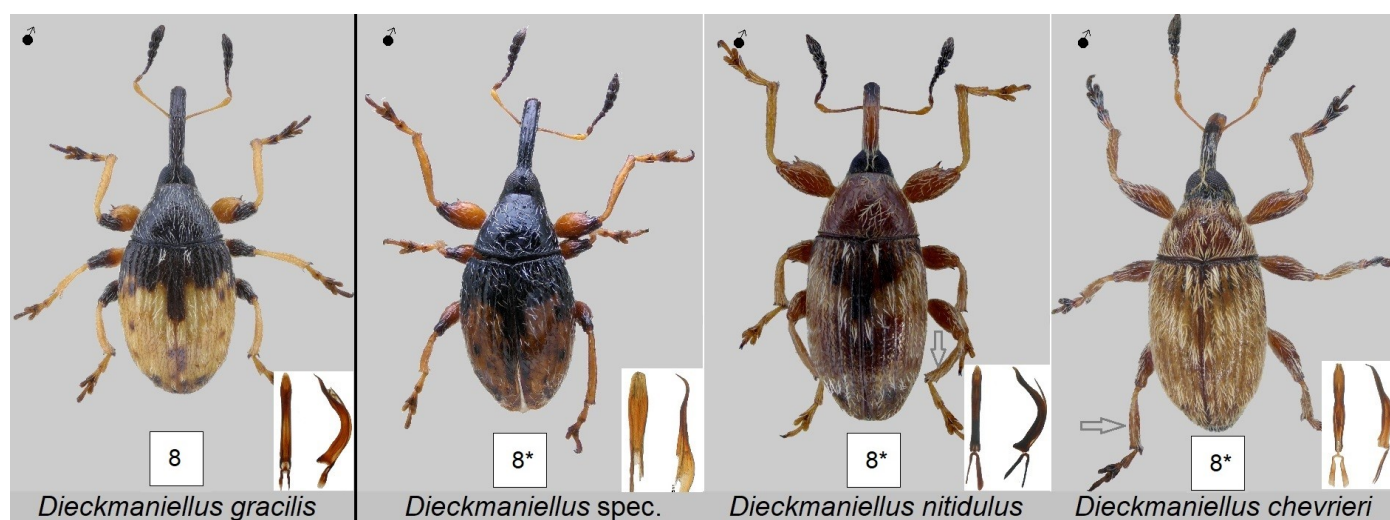 8
8*
8*
8*
Dieckmaniellus gracilis
Dieckmaniellus spec.
Dieckmaniellus nitidulus
Dieckmaniellus chevrieri